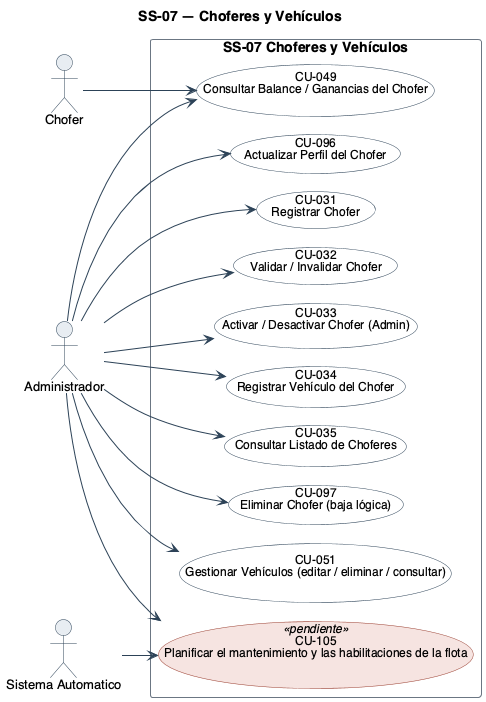 SS-07 — Choferes y Vehículos
SS-07 Choferes y Vehículos
CU-049
Consultar Balance / Ganancias del Chofer
Chofer
CU-096
Actualizar Perfil del Chofer
CU-031
Registrar Chofer
CU-032
Validar / Invalidar Chofer
CU-033
Activar / Desactivar Chofer (Admin)
CU-034
Registrar Vehículo del Chofer
Administrador
CU-035
Consultar Listado de Choferes
CU-097
Eliminar Chofer (baja lógica)
CU-051
Gestionar Vehículos (editar / eliminar / consultar)
«pendiente»
CU-105
Planificar el mantenimiento y las habilitaciones de la flota
Sistema Automatico